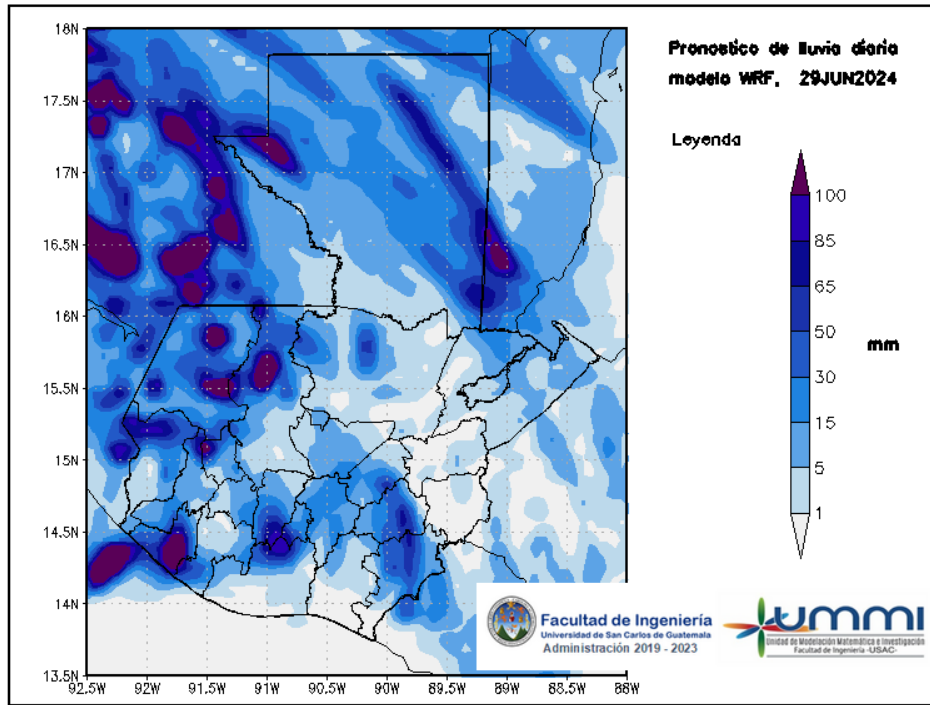 Pronostico de lluvia diaria
modelo WRF, 29JUN2024
Leyenda
100
85
65
50
30
15
5
1
mm
18N
17.5N
17N
16.5N
16N
15.5N
15N
14.5N
14N
13.5N
92.5W
92W
91.5W
91W
90.5W
90W
89.5W
89W
88.5W
88W
Facultad de Ingeniería
Universidad de San Carlos de Guatemala
Administración 2019 - 2023
UMMI
Unidad de Modelación Matemática e Investigación
Facultad de Ingeniería -USAC-